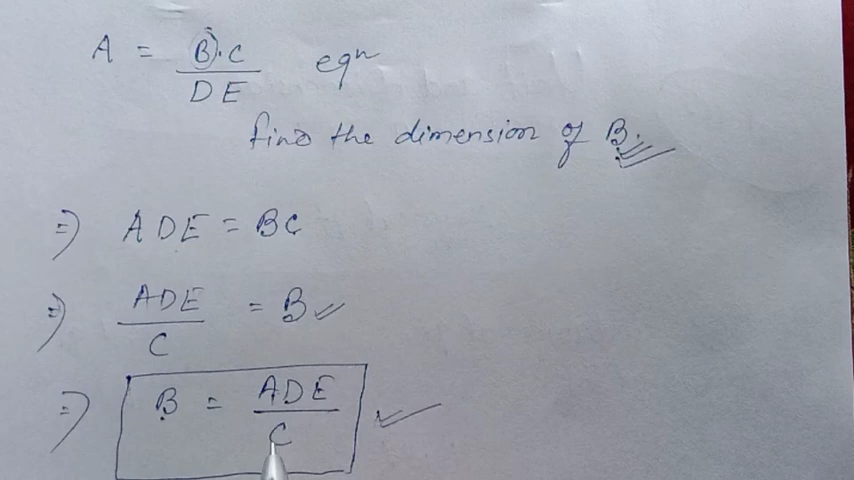 A = B·C / DE eqn
find the dimension of B.
⇒ ADE = BC
⇒ ADE / C = B
⇒ B = ADE / C